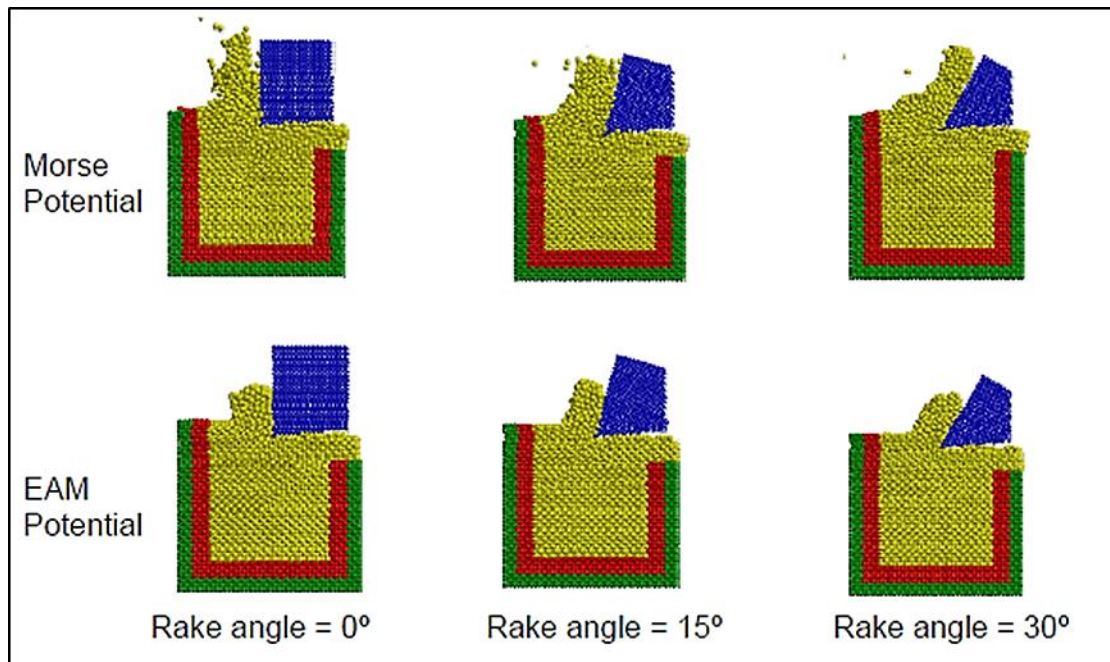 Morse
Potential
EAM
Potential
Rake angle = 0º
Rake angle = 15º
Rake angle = 30º